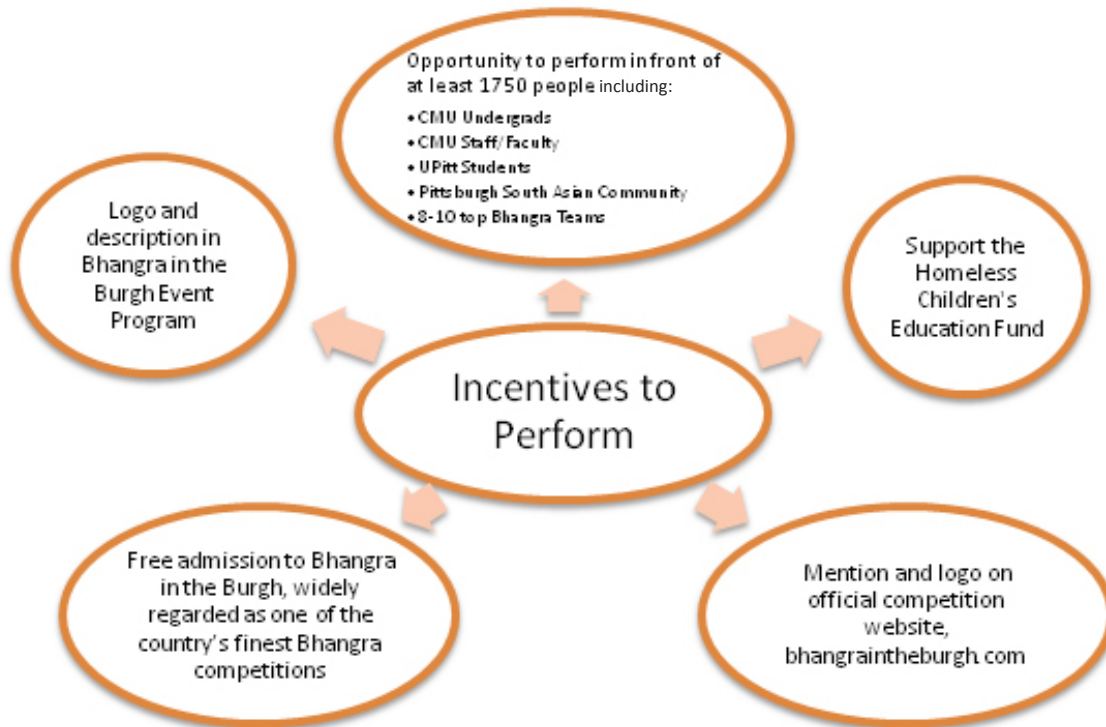 Opportunity to perform in front of
at least 1750 people including:
• CMU Undergrads
• CMU Staff/Faculty
• UPitt Students
• Pittsburgh South Asian Community
• 8-10 top Bhangra Teams
Logo and
description in
Bhangra in the
Burgh Event
Program
Support the
Homeless
Children's
Education Fund
Incentives to
Perform
Free admission to Bhangra
in the Burgh, widely
regarded as one of the
country's finest Bhangra
competitions
Mention and logo on
official competition
website,
bhangraintheburgh.com